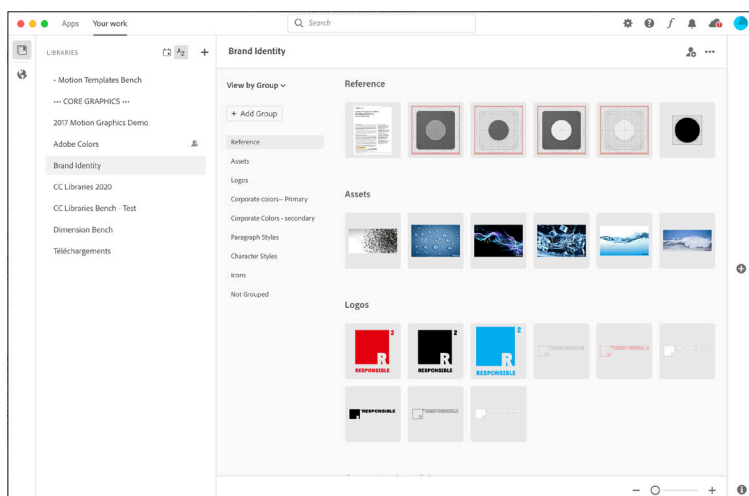 Apps Your work Search
LIBRARIES
Brand Identity
- Motion Templates Bench
--- CORE GRAPHICS ---
2017 Motion Graphics Demo
Adobe Colors
Brand Identity
CC Libraries 2020
CC Libraries Bench - Test
Dimension Bench
Téléchargements
View by Group
+ Add Group
Reference
Assets
Logos
Corporate colors-- Primary
Corporate Colors - secondary
Paragraph Styles
Character Styles
Icons
Not Grouped
Reference
Assets
Logos
R 2 RESPONSIBLE
R 2 RESPONSIBLE
R 2 RESPONSIBLE
RESPONSIBLE
RESPONSIBLE